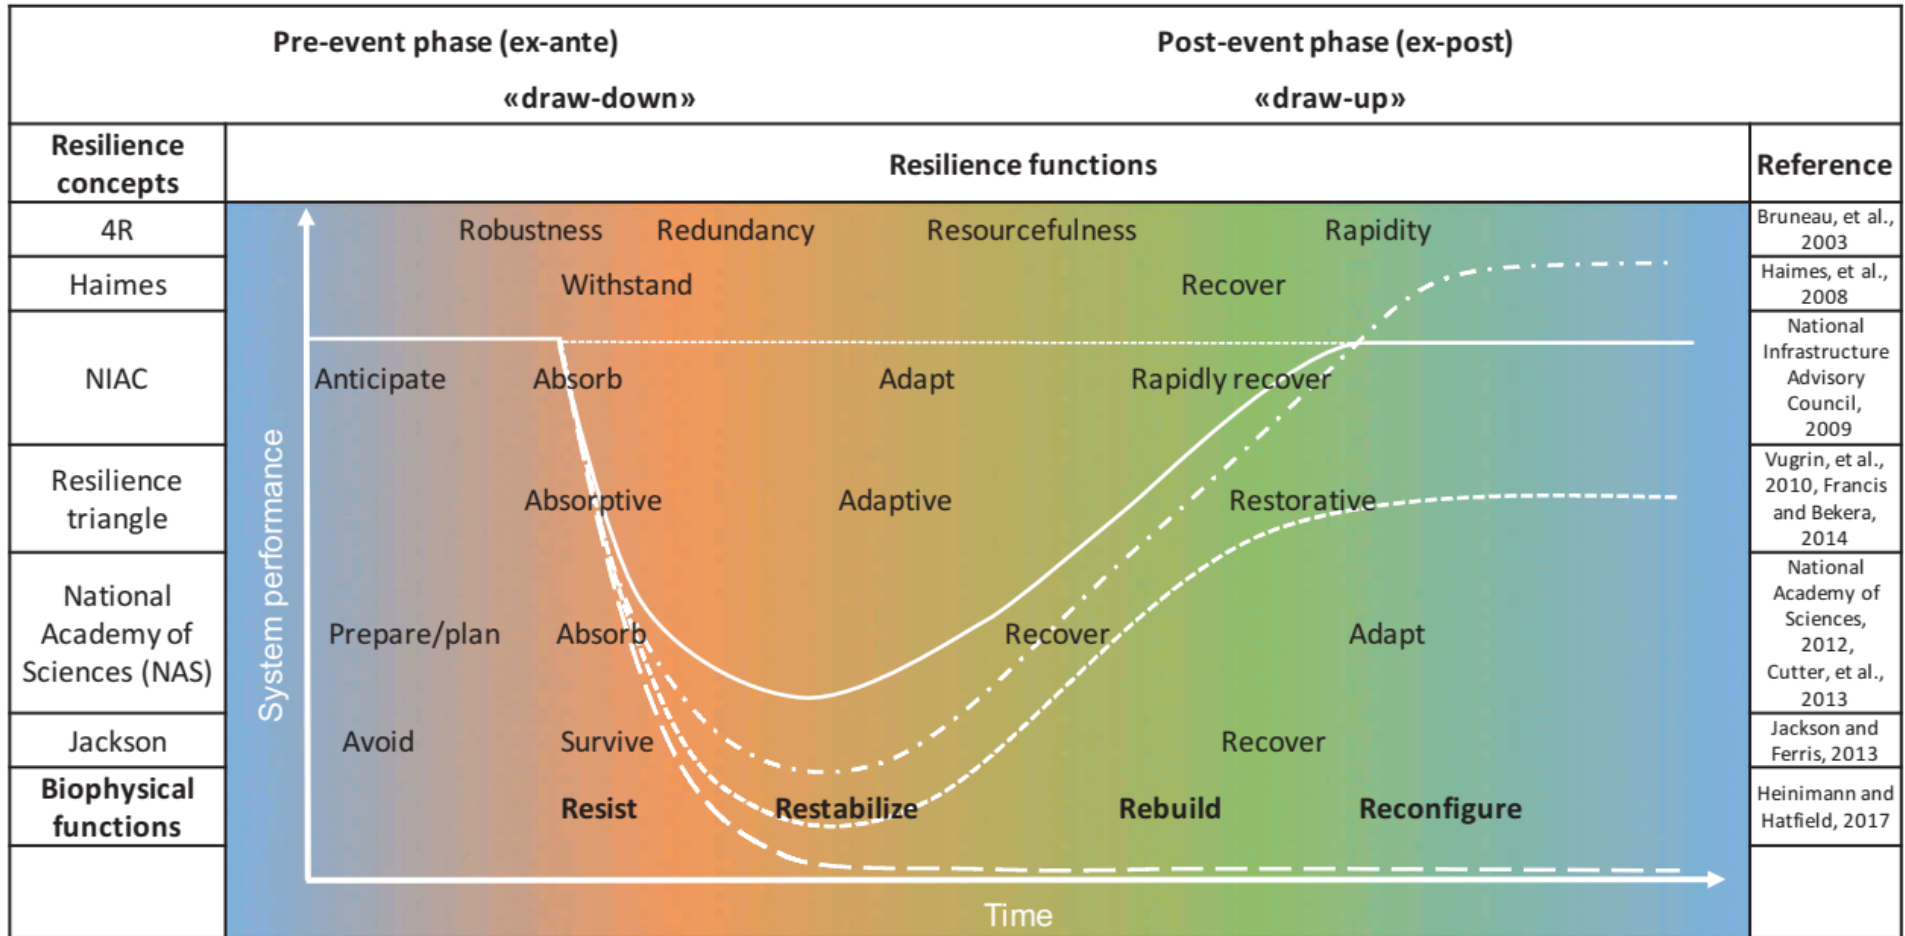 Pre-event phase (ex-ante) Post-event phase (ex-post)
«draw-down» «draw-up»
Resilience
concepts
Resilience functions
Reference
4R
Robustness Redundancy Resourcefulness Rapidity
Bruneau, et al.,
2003
Haimes
Withstand Recover
Haimes, et al.,
2008
NIAC
Anticipate Absorb Adapt Rapidly recover
National
Infrastructure
Advisory
Council,
2009
Resilience
triangle
Absorptive Adaptive Restorative
Vugrin, et al.,
2010, Francis
and Bekera,
2014
National
Academy of
Sciences (NAS)
Prepare/plan Absorb Recover Adapt
National
Academy of
Sciences,
2012,
Cutter, et al.,
2013
Jackson
Avoid Survive Recover
Jackson and
Ferris, 2013
Biophysical
functions
Resist Restabilize Rebuild Reconfigure
Heinimann and
Hatfield, 2017
System performance
Time